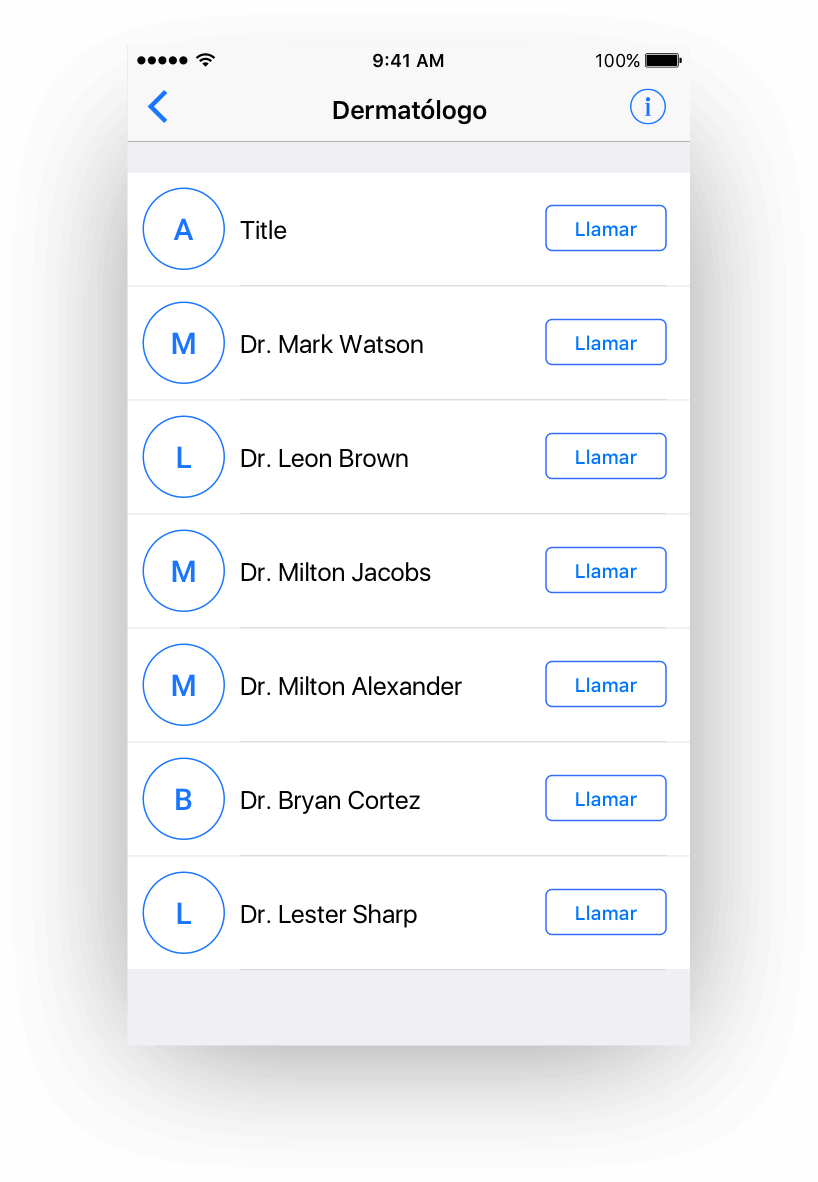 9:41 AM 100%
Dermatólogo i
A Title Llamar
M Dr. Mark Watson Llamar
L Dr. Leon Brown Llamar
M Dr. Milton Jacobs Llamar
M Dr. Milton Alexander Llamar
B Dr. Bryan Cortez Llamar
L Dr. Lester Sharp Llamar